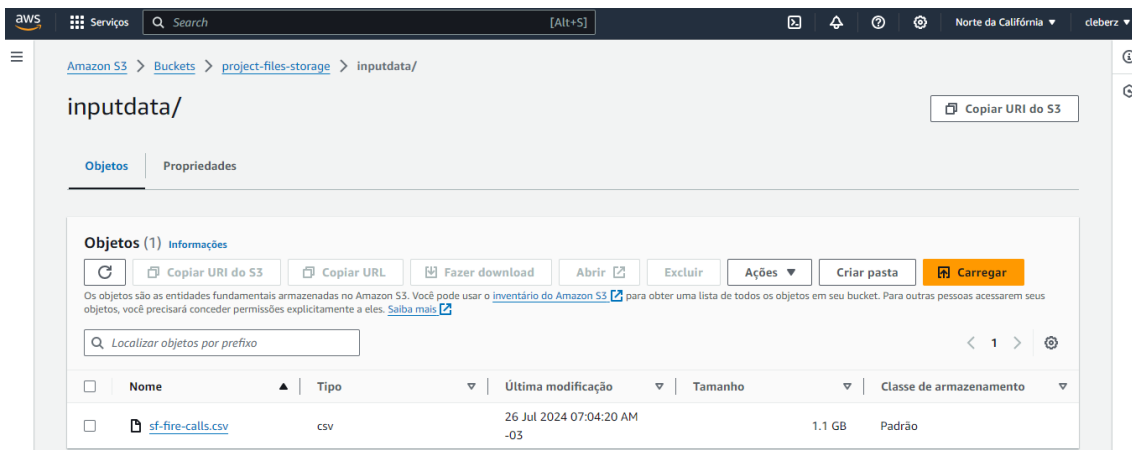 aws Serviços Search [Alt+S] Norte da Califórnia cleberz
Amazon S3 > Buckets > project-files-storage > inputdata/
inputdata/ Copiar URI do S3
Objetos Propriedades
Objetos (1) Informações
Copiar URI do S3 Copiar URL Fazer download Abrir Excluir Ações Criar pasta Carregar
Os objetos são as entidades fundamentais armazenadas no Amazon S3. Você pode usar o inventário do Amazon S3 para obter uma lista de todos os objetos em seu bucket. Para outras pessoas acessarem seus
objetos, você precisará conceder permissões explicitamente a eles. Saiba mais
Localizar objetos por prefixo < 1 >
Nome Tipo Última modificação Tamanho Classe de armazenamento
sf-fire-calls.csv csv 26 Jul 2024 07:04:20 AM 1.1 GB Padrão
-03